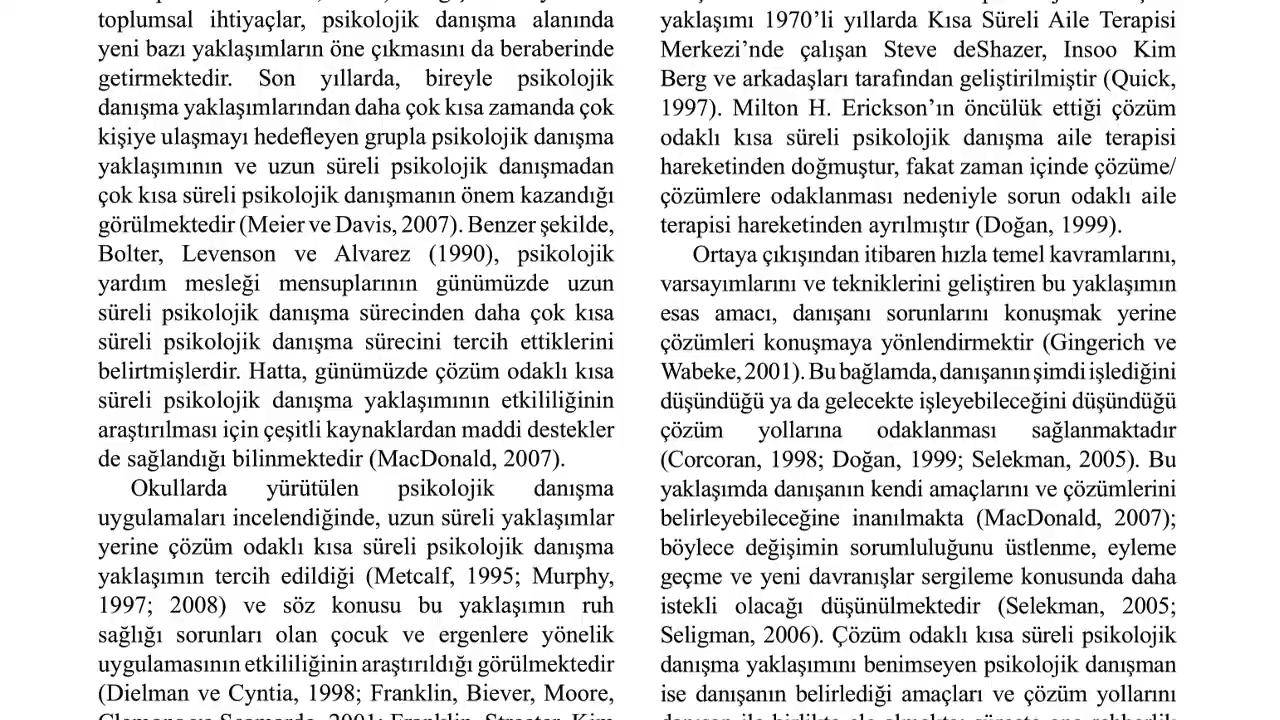 toplumsal ihtiyaçlar, psikolojik danışma alanında
yeni bazı yaklaşımların öne çıkmasını da beraberinde
getirmektedir. Son yıllarda, bireyle psikolojik
danışma yaklaşımlarından daha çok kısa zamanda çok
kişiye ulaşmayı hedefleyen grupla psikolojik danışma
yaklaşımının ve uzun süreli psikolojik danışmadan
çok kısa süreli psikolojik danışmanın önem kazandığı
görülmektedir (Meier ve Davis, 2007). Benzer şekilde,
Bolter, Levenson ve Alvarez (1990), psikolojik
yardım mesleği mensuplarının günümüzde uzun
süreli psikolojik danışma sürecinden daha çok kısa
süreli psikolojik danışma sürecini tercih ettiklerini
belirtmişlerdir. Hatta, günümüzde çözüm odaklı kısa
süreli psikolojik danışma yaklaşımının etkililiğinin
araştırılması için çeşitli kaynaklardan maddi destekler
de sağlandığı bilinmektedir (MacDonald, 2007).
Okullarda yürütülen psikolojik danışma
uygulamaları incelendiğinde, uzun süreli yaklaşımlar
yerine çözüm odaklı kısa süreli psikolojik danışma
yaklaşımın tercih edildiği (Metcalf, 1995; Murphy,
1997; 2008) ve söz konusu bu yaklaşımın ruh
sağlığı sorunları olan çocuk ve ergenlere yönelik
uygulamasının etkililiğinin araştırıldığı görülmektedir
(Dielman ve Cyntia, 1998; Franklin, Biever, Moore,
yaklaşımı 1970’li yıllarda Kısa Süreli Aile Terapisi
Merkezi’nde çalışan Steve deShazer, Insoo Kim
Berg ve arkadaşları tarafından geliştirilmiştir (Quick,
1997). Milton H. Erickson’ın öncülük ettiği çözüm
odaklı kısa süreli psikolojik danışma aile terapisi
hareketinden doğmuştur, fakat zaman içinde çözüme/
çözümlere odaklanması nedeniyle sorun odaklı aile
terapisi hareketinden ayrılmıştır (Doğan, 1999).
Ortaya çıkışından itibaren hızla temel kavramlarını,
varsayımlarını ve tekniklerini geliştiren bu yaklaşımın
esas amacı, danışanı sorunlarını konuşmak yerine
çözümleri konuşmaya yönlendirmektir (Gingerich ve
Wabeke, 2001). Bu bağlamda, danışanın şimdi işlediğini
düşündüğü ya da gelecekte işleyebileceğini düşündüğü
çözüm yollarına odaklanması sağlanmaktadır
(Corcoran, 1998; Doğan, 1999; Selekman, 2005). Bu
yaklaşımda danışanın kendi amaçlarını ve çözümlerini
belirleyebileceğine inanılmakta (MacDonald, 2007);
böylece değişimin sorumluluğunu üstlenme, eyleme
geçme ve yeni davranışlar sergileme konusunda daha
istekli olacağı düşünülmektedir (Selekman, 2005;
Seligman, 2006). Çözüm odaklı kısa süreli psikolojik
danışma yaklaşımını benimseyen psikolojik danışman
ise danışanın belirlediği amaçları ve çözüm yollarını